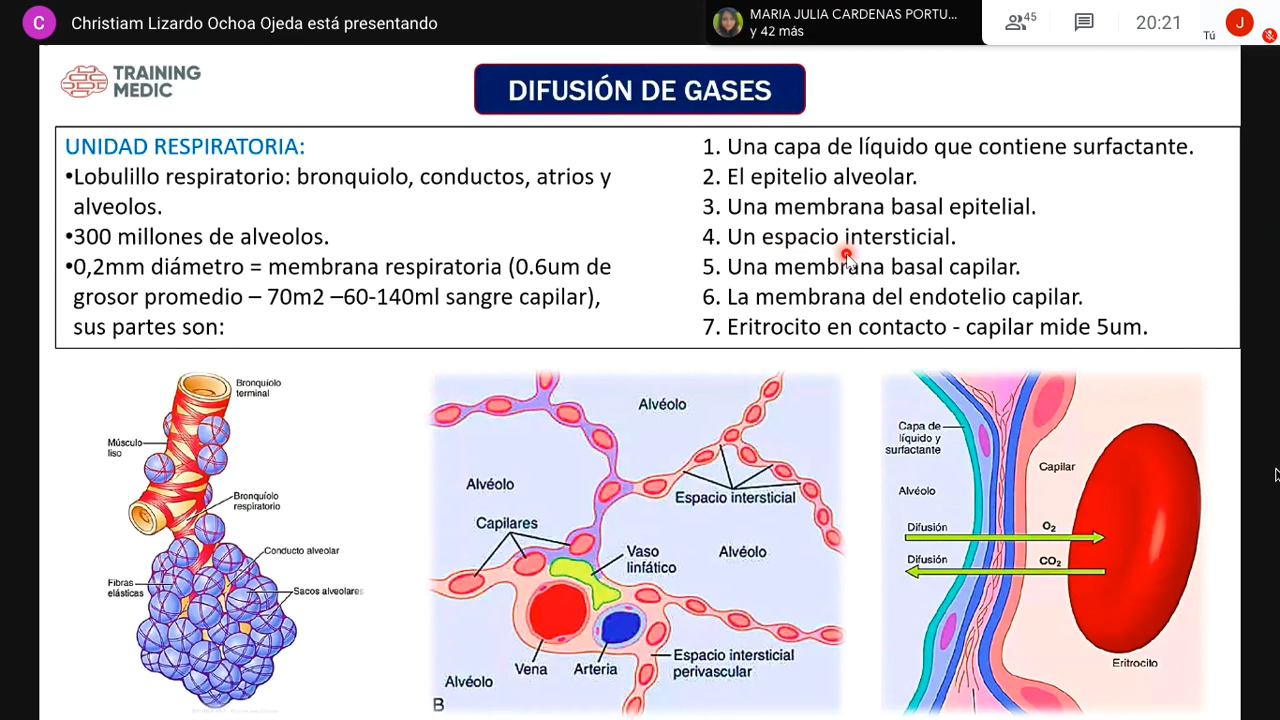 C
Christiam Lizardo Ochoa Ojeda está presentando
MARIA JULIA CARDENAS PORTU...
y 42 más
45
20:21
Tú
J
TRAINING
MEDIC
DIFUSIÓN DE GASES
UNIDAD RESPIRATORIA:
•Lobulillo respiratorio: bronquiolo, conductos, atrios y
alveolos.
•300 millones de alveolos.
•0,2mm diámetro = membrana respiratoria (0.6um de
grosor promedio – 70m2 –60-140ml sangre capilar),
sus partes son:
1. Una capa de líquido que contiene surfactante.
2. El epitelio alveolar.
3. Una membrana basal epitelial.
4. Un espacio intersticial.
5. Una membrana basal capilar.
6. La membrana del endotelio capilar.
7. Eritrocito en contacto - capilar mide 5um.
Bronquíolo
terminal
Músculo
liso
Bronquíolo
respiratorio
Conducto alveolar
Fibras
elásticas
Sacos alveolares
Alvéolo
Alvéolo
Espacio intersticial
Capilares
Alvéolo
Vaso
linfático
Vena
Arteria
Espacio intersticial
perivascular
Alvéolo
B
Capa de
líquido y
surfactante
Capilar
Alvéolo
Difusión
O2
Difusión
CO2
Eritrocito